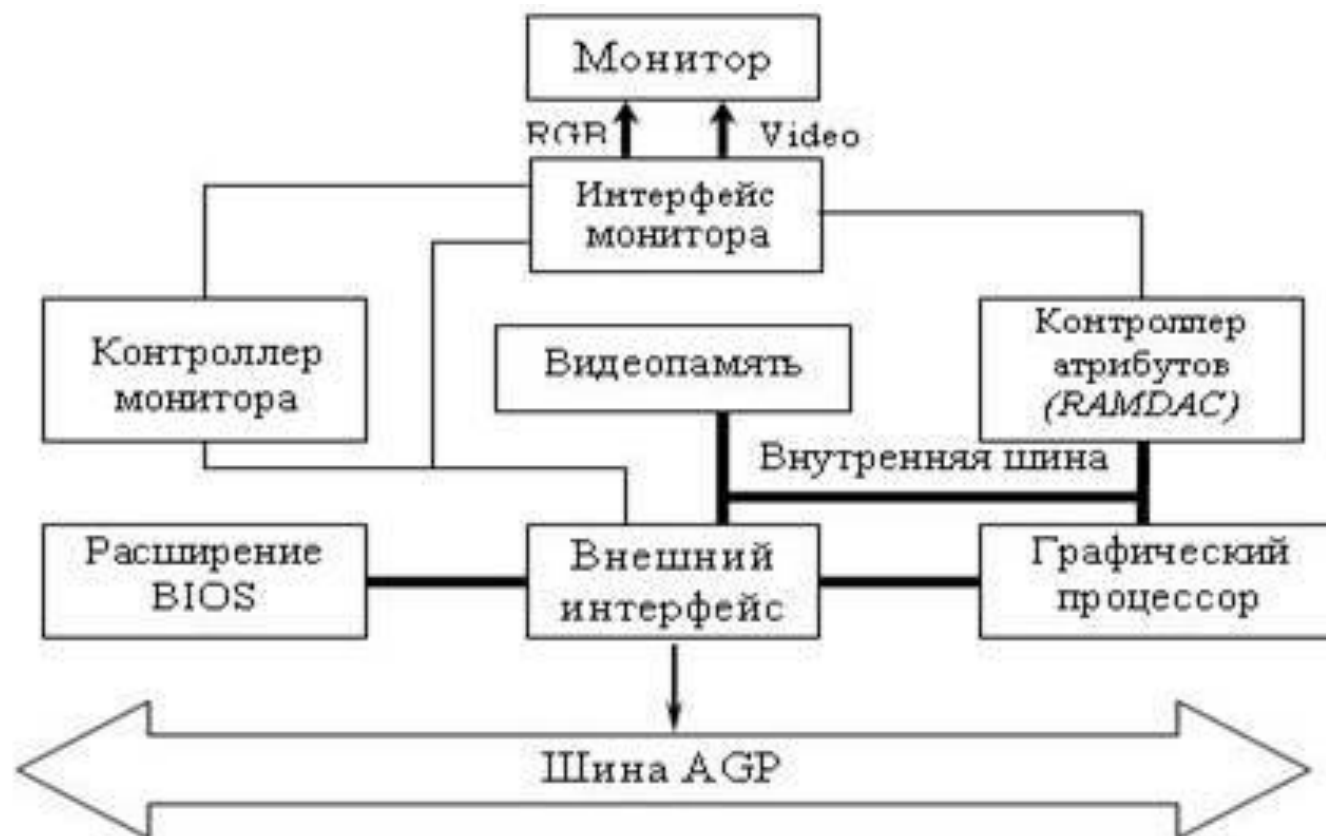 Монитор
RGB Video
Интерфейс
монитора
Контроллер
монитора
Видеопамять
Контроллер
атрибутов
(RAMDAC)
Внутренняя шина
Расширение
BIOS
Внешний
интерфейс
Графический
процессор
Шина AGP